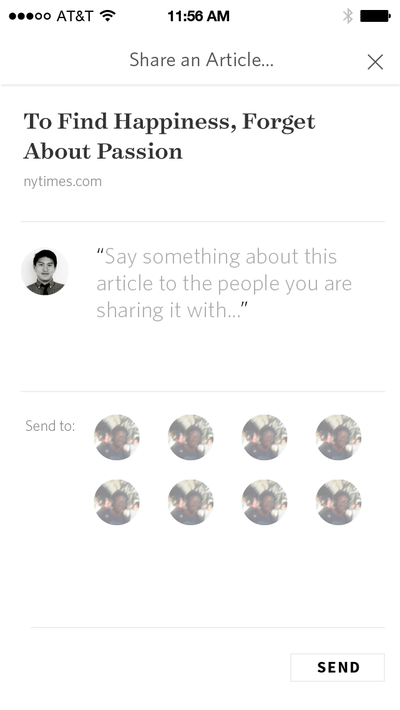 AT&T 11:56 AM
Share an Article...
To Find Happiness, Forget
About Passion
nytimes.com
“Say something about this
article to the people you are
sharing it with...”
Send to:
SEND